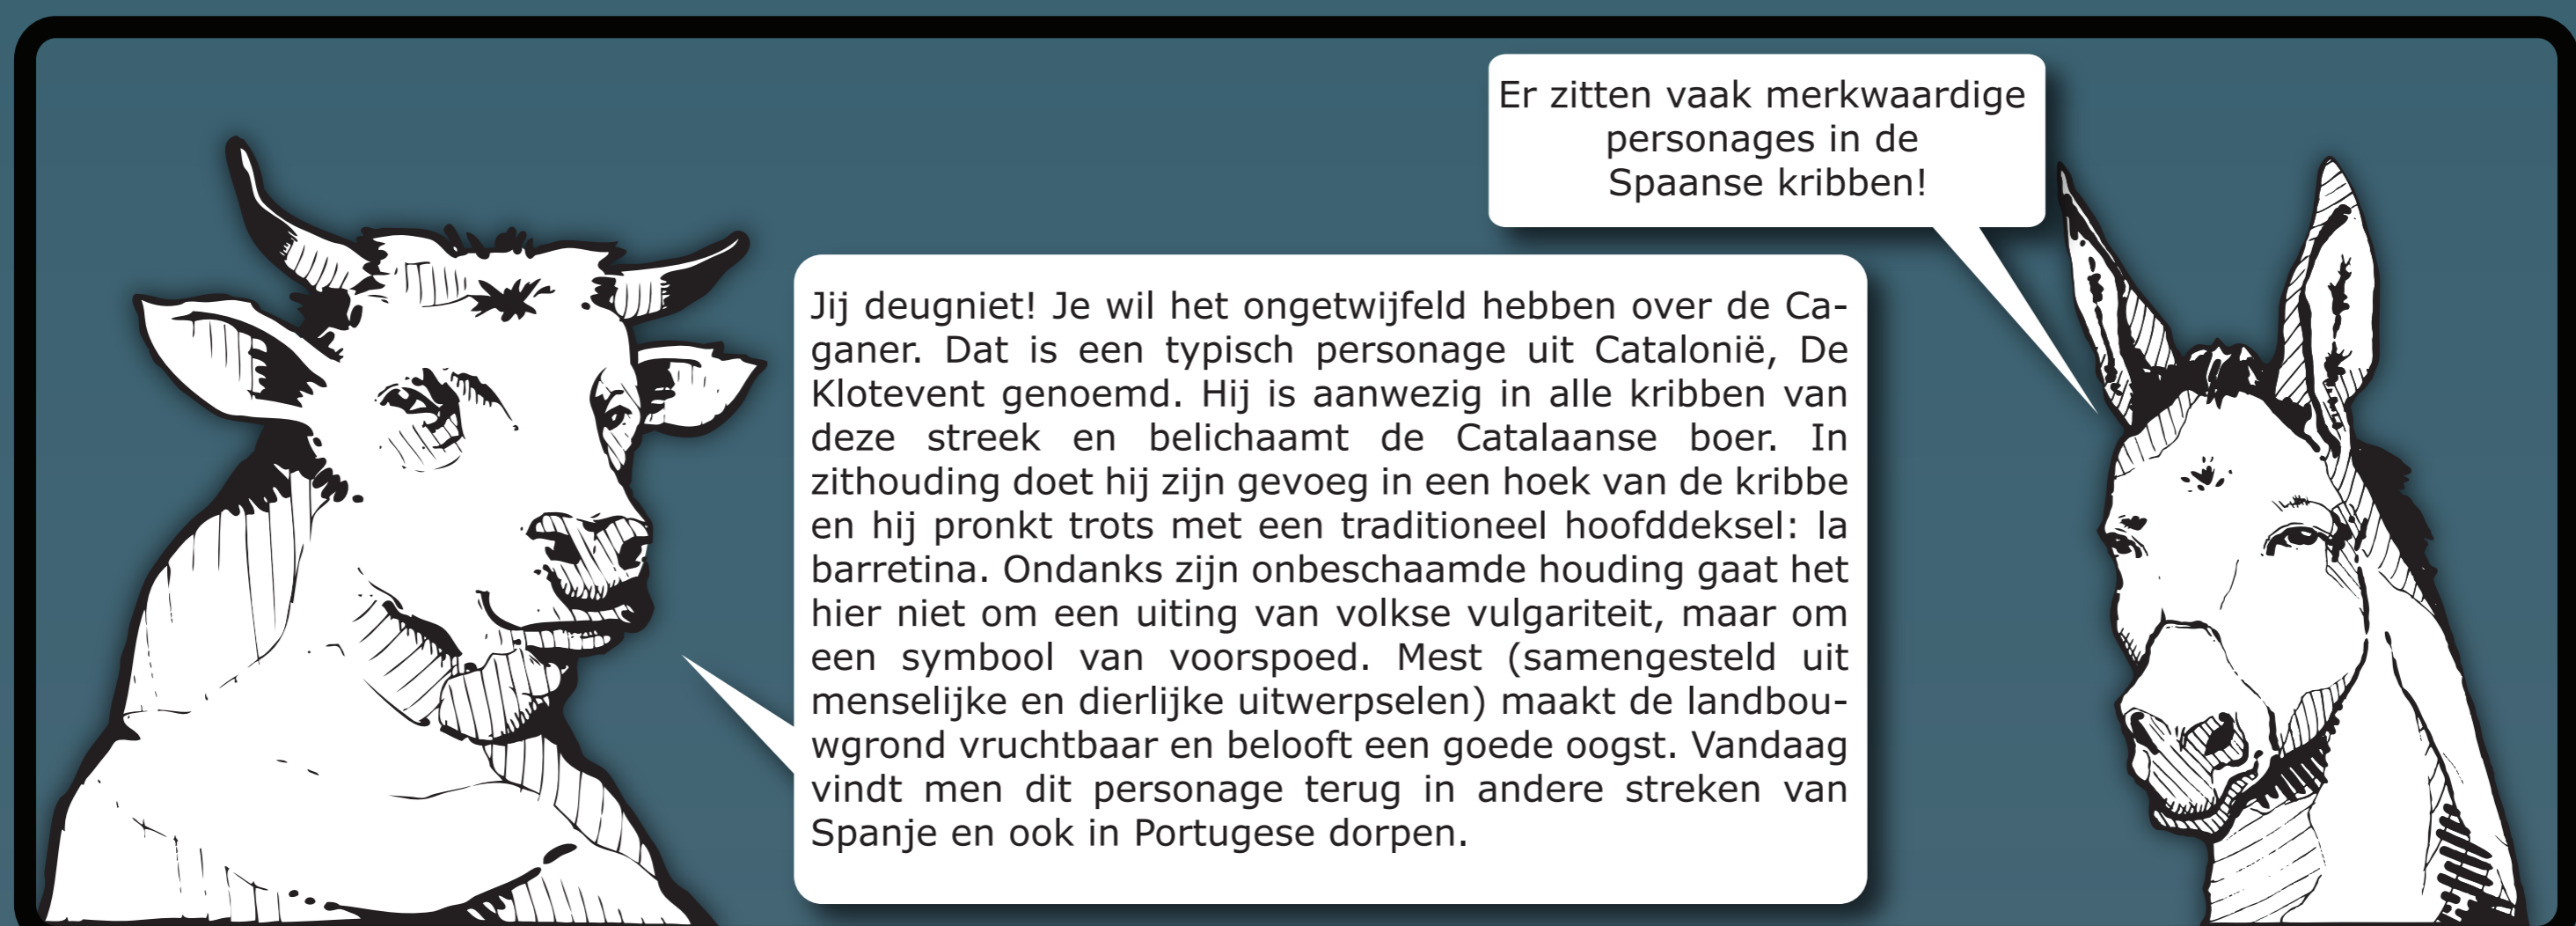 Er zitten vaak merkwaardige
personages in de
Spaanse kribben!
Jij deugniet! Je wil het ongetwijfeld hebben over de Ca-
ganer. Dat is een typisch personage uit Catalonië, De
Klotevent genoemd. Hij is aanwezig in alle kribben van
deze streek en belichaamt de Catalaanse boer. In
zithouding doet hij zijn gevoeg in een hoek van de kribbe
en hij pronkt trots met een traditioneel hoofddeksel: la
barretina. Ondanks zijn onbeschaamde houding gaat het
hier niet om een uiting van volkse vulgariteit, maar om
een symbool van voorspoed. Mest (samengesteld uit
menselijke en dierlijke uitwerpselen) maakt de landbou-
wgrond vruchtbaar en belooft een goede oogst. Vandaag
vindt men dit personage terug in andere streken van
Spanje en ook in Portugese dorpen.